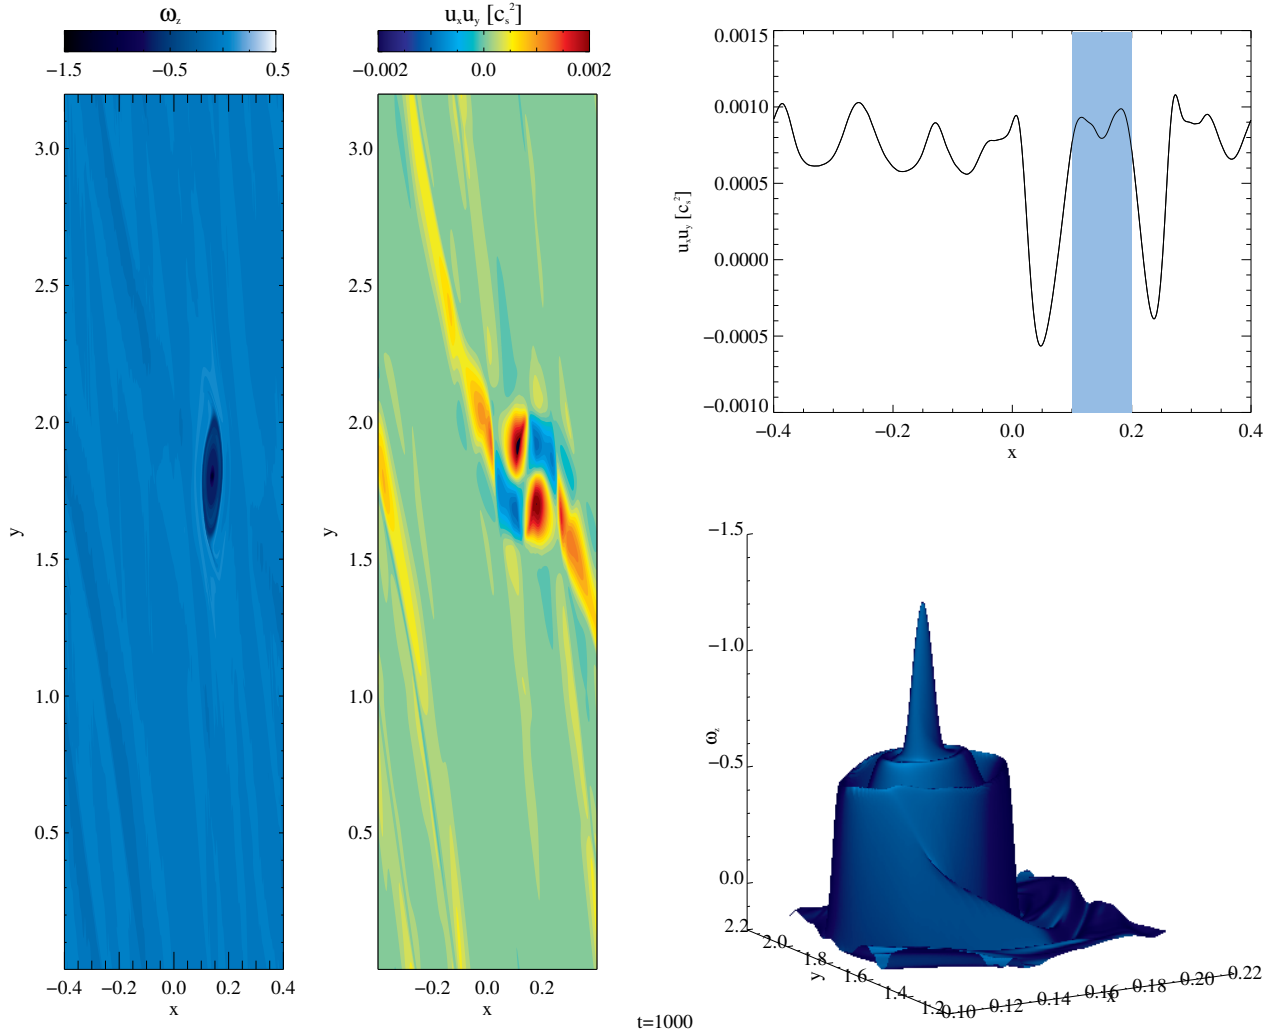 ω_z
−1.5 −0.5 0.5
3.0
2.5
2.0
1.5
1.0
0.5
y
−0.4 −0.2 0.0 0.2 0.4
x
u_xu_y [c_s^2]
−0.002 0.0 0.002
3.0
2.5
2.0
1.5
1.0
0.5
y
−0.4 −0.2 0.0 0.2
x
0.0015
0.0010
0.0005
0.0000
−0.0005
−0.0010
u_xu_y [c_s^2]
−0.4 −0.2 0.0 0.2 0.4
x
−1.5
−1.0
−0.5
0.0
ω_z
2.2 2.0 1.8 1.6 1.4 1.2
y
0.10 0.12 0.14 0.16 0.18 0.20 0.22
x
t=1000